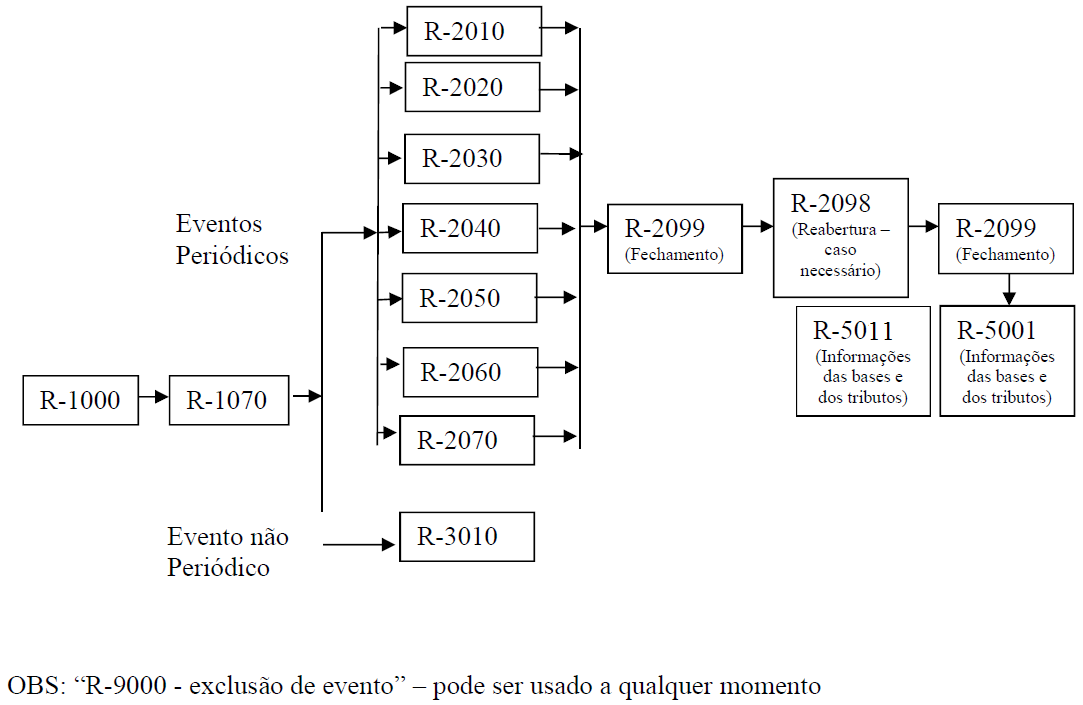 R-2010
R-2020
R-2030
R-2040
R-2050
R-2060
R-2070
Eventos
Periódicos
R-1000
R-1070
Evento não
Periódico
R-3010
R-2099
(Fechamento)
R-2098
(Reabertura –
caso
necessário)
R-2099
(Fechamento)
R-5011
(Informações
das bases e
dos tributos)
R-5001
(Informações
das bases e
dos tributos)
OBS: “R-9000 - exclusão de evento” – pode ser usado a qualquer momento